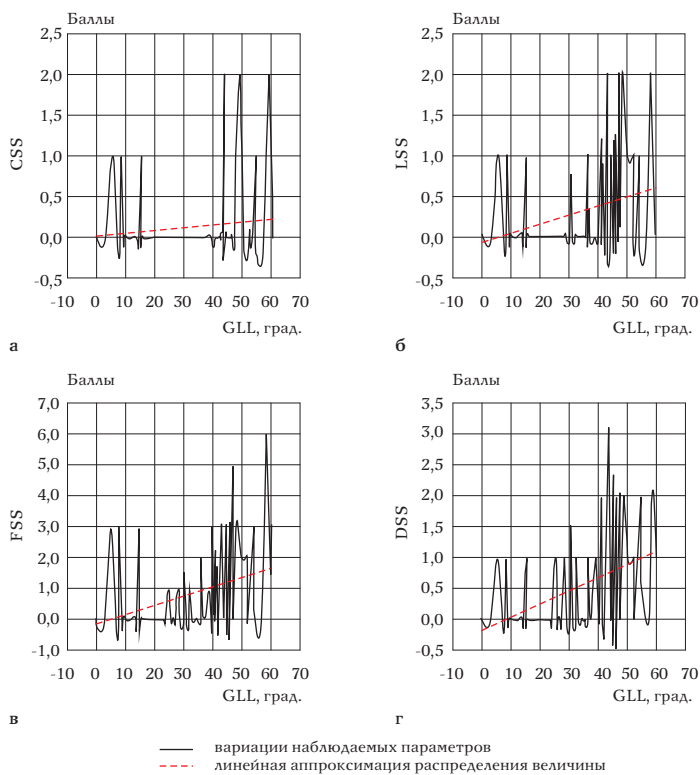 Баллы
2,5
2,0
1,5
1,0
0,5
0,0
-0,5
CSS
-10 0 10 20 30 40 50 60 70
GLL, град.
а
Баллы
2,5
2,0
1,5
1,0
0,5
0,0
-0,5
LSS
-10 0 10 20 30 40 50 60 70
GLL, град.
б
Баллы
7,0
6,0
5,0
4,0
3,0
2,0
1,0
0,0
-1,0
FSS
-10 0 10 20 30 40 50 60 70
GLL, град.
в
Баллы
3,5
3,0
2,5
2,0
1,5
1,0
0,5
0,0
-0,5
DSS
-10 0 10 20 30 40 50 60 70
GLL, град.
г
вариации наблюдаемых параметров
линейная аппроксимация распределения величины